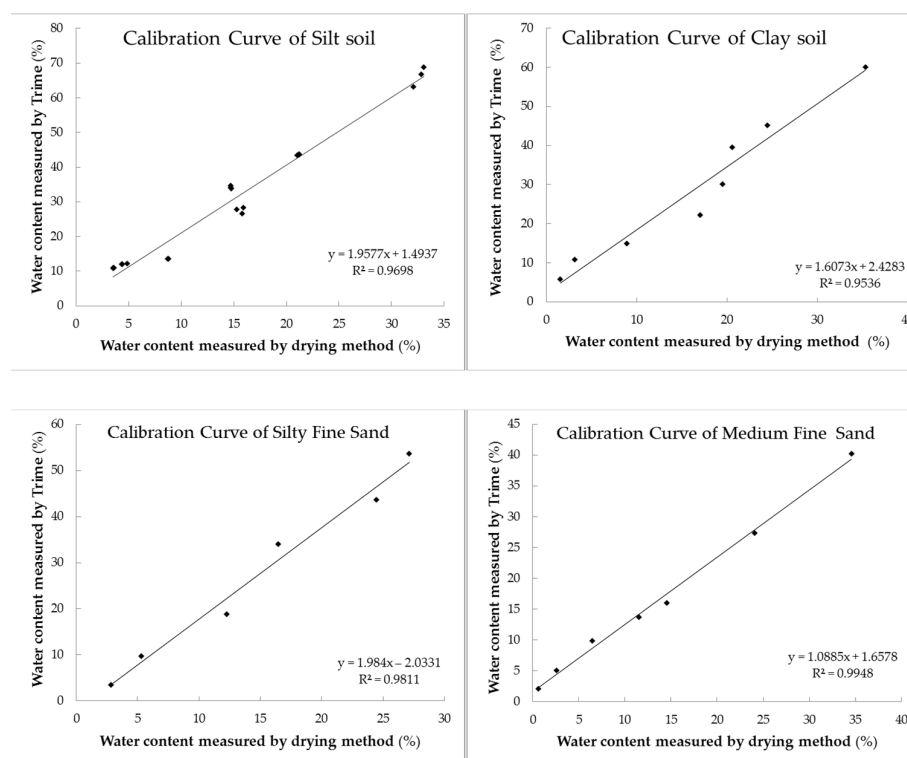 Calibration Curve of Silt soil
Water content measured by Trime (%)
80
70
60
50
40
30
20
10
0
y = 1.9577x + 1.4937
R² = 0.9698
0 5 10 15 20 25 30 35
Water content measured by drying method (%)
Calibration Curve of Clay soil
Water content measured by Trime (%)
70
60
50
40
30
20
10
0
y = 1.6073x + 2.4283
R² = 0.9536
0 10 20 30 40
Water content measured by drying method (%)
Calibration Curve of Silty Fine Sand
Water content measured by Trime (%)
60
50
40
30
20
10
0
y = 1.984x – 2.0331
R² = 0.9811
0 5 10 15 20 25 30
Water content measured by drying method (%)
Calibration Curve of Medium Fine Sand
Water content measured by Trime (%)
45
40
35
30
25
20
15
10
5
0
y = 1.0885x + 1.6578
R² = 0.9948
0 5 10 15 20 25 30 35 40
Water content measured by drying method (%)